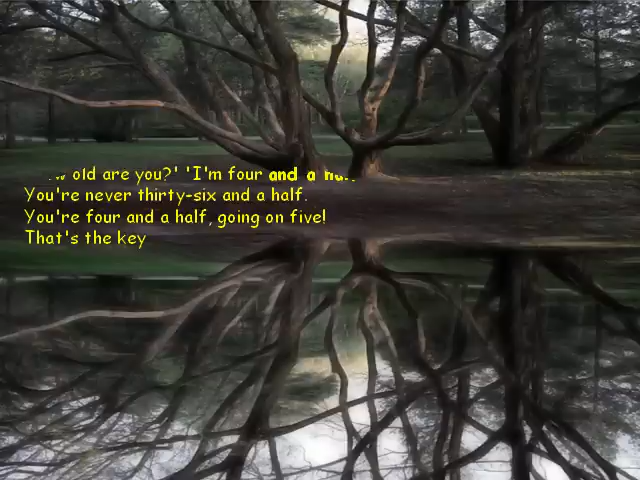 old are you?' 'I'm four and a
You're never thirty-six and a half.
You're four and a half, going on five!
That's the key